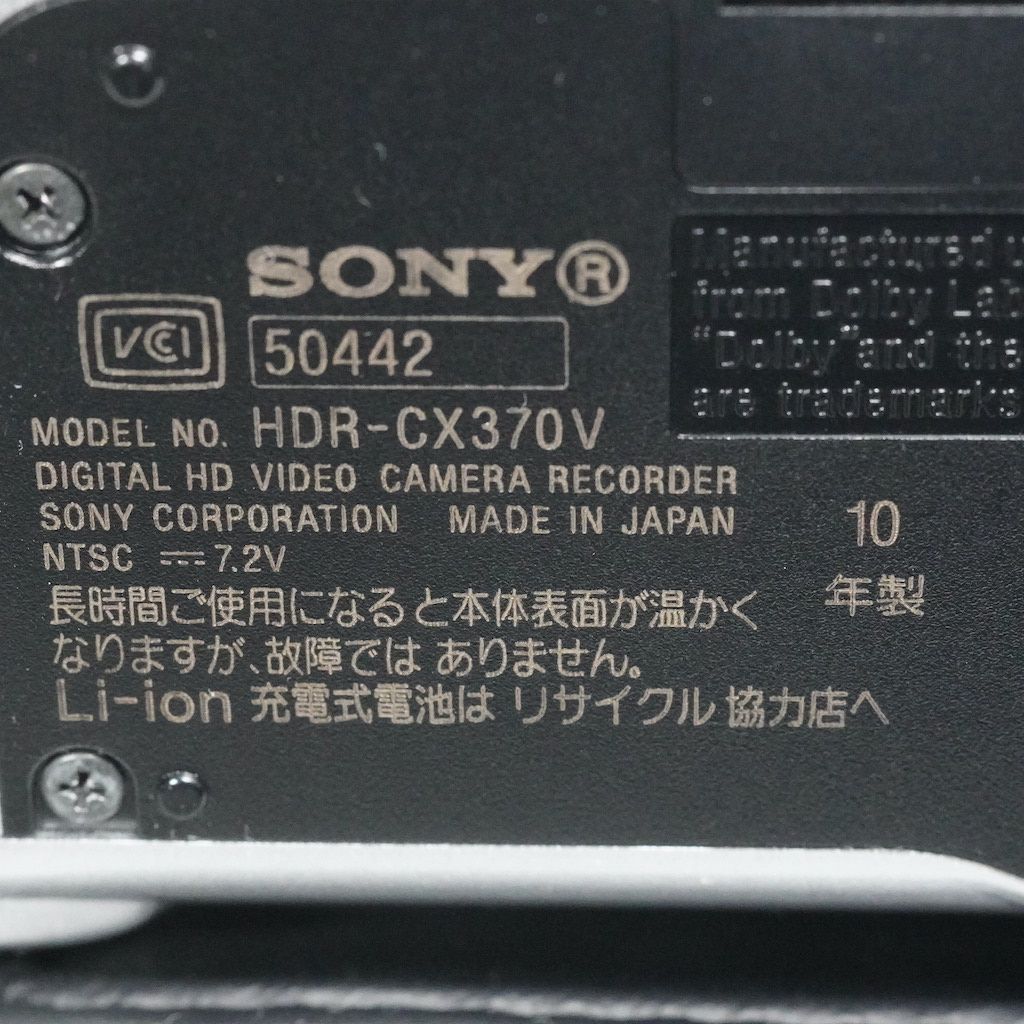 SONY®
VCCI
50442
MODEL NO. HDR-CX370V
DIGITAL HD VIDEO CAMERA RECORDER
SONY CORPORATION MADE IN JAPAN
NTSC ⎓7.2V
10
年製
長時間ご使用になると本体表面が温かく
なりますが、故障では ありません。
Li-ion 充電式電池は リサイクル 協力店へ
Manufactured u
from Dolby Lab
"Dolby"and the
are trademarks